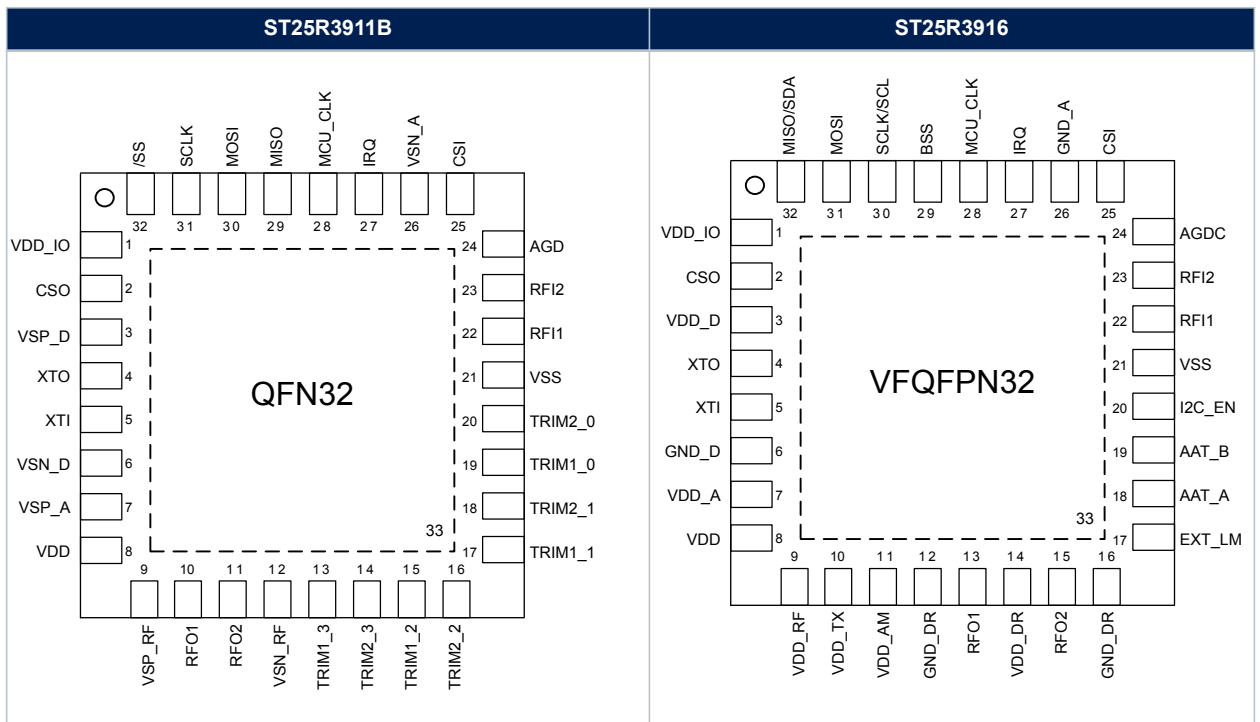 ST25R3911B
ST25R3916
/SS
SCLK
MOSI
MISO
MCU_CLK
IRQ
VSN_A
CSI
32 31 30 29 28 27 26 25
VDD_IO 1
CSO 2
VSP_D 3
XTO 4
XTI 5
VSN_D 6
VSP_A 7
VDD 8
QFN32
33
24 AGD
23 RFI2
22 RFI1
21 VSS
20 TRIM2_0
19 TRIM1_0
18 TRIM2_1
17 TRIM1_1
9 10 11 12 13 14 15 16
VSP_RF
RFO1
RFO2
VSN_RF
TRIM1_3
TRIM2_3
TRIM1_2
TRIM2_2
MISO/SDA
MOSI
SCLK/SCL
BSS
MCU_CLK
IRQ
GND_A
CSI
32 31 30 29 28 27 26 25
VDD_IO 1
CSO 2
VDD_D 3
XTO 4
XTI 5
GND_D 6
VDD_A 7
VDD 8
VFQFPN32
33
24 AGDC
23 RFI2
22 RFI1
21 VSS
20 I2C_EN
19 AAT_B
18 AAT_A
17 EXT_LM
9 10 11 12 13 14 15 16
VDD_RF
VDD_TX
VDD_AM
GND_DR
RFO1
VDD_DR
RFO2
GND_DR